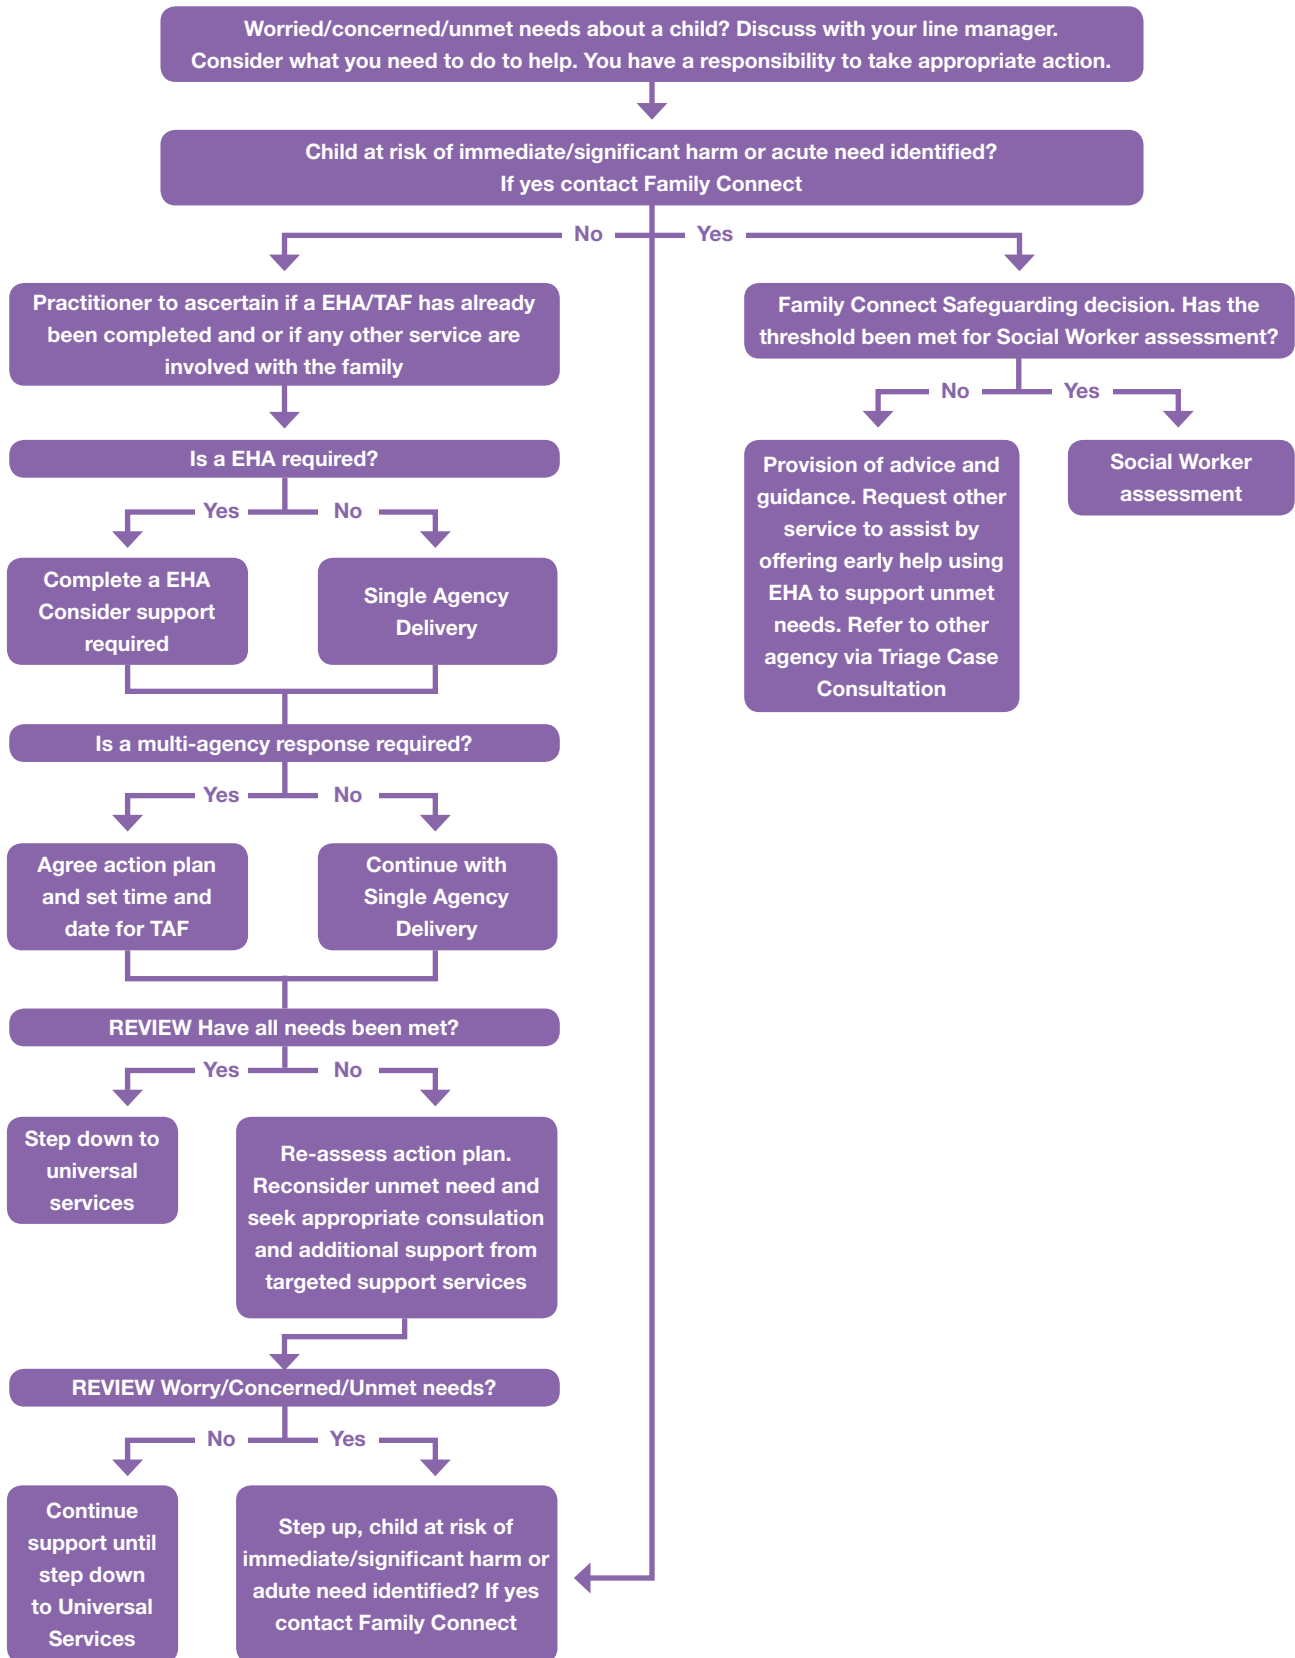 Worried/concerned/unmet needs about a child? Discuss with your line manager.
Consider what you need to do to help. You have a responsibility to take appropriate action.
Child at risk of immediate/significant harm or acute need identified?
If yes contact Family Connect
No
Yes
Practitioner to ascertain if a EHA/TAF has already
been completed and or if any other service are
involved with the family
Family Connect Safeguarding decision. Has the
threshold been met for Social Worker assessment?
No
Yes
Provision of advice and
guidance. Request other
service to assist by
offering early help using
EHA to support unmet
needs. Refer to other
agency via Triage Case
Consultation
Social Worker
assessment
Is a EHA required?
Yes
No
Complete a EHA
Consider support
required
Single Agency
Delivery
Is a multi-agency response required?
Yes
No
Agree action plan
and set time and
date for TAF
Continue with
Single Agency
Delivery
REVIEW Have all needs been met?
Yes
No
Step down to
universal
services
Re-assess action plan.
Reconsider unmet need and
seek appropriate consulation
and additional support from
targeted support services
REVIEW Worry/Concerned/Unmet needs?
No
Yes
Continue
support until
step down
to Universal
Services
Step up, child at risk of
immediate/significant harm or
adute need identified? If yes
contact Family Connect